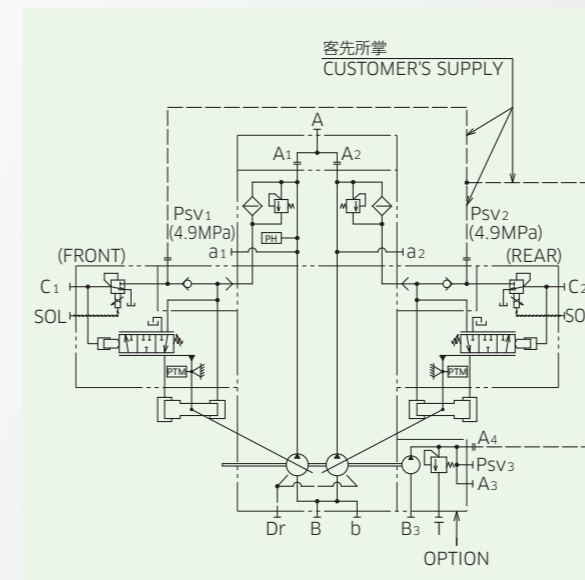 客先所掌
CUSTOMER'S SUPPLY
A
A1 A2
Psv1
(4.9MPa)
Psv2
(4.9MPa)
PH
a1
a2
(FRONT)
(REAR)
C1
C2
SOL
SO
PTM
PTM
A4
Psv3
A3
Dr B b B3 T
OPTION